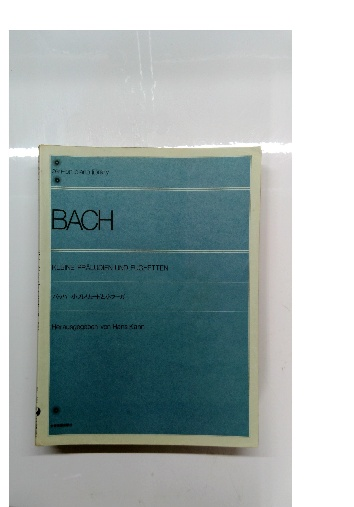 zen-on piano library
BACH
KLEINE PRÄLUDIEN UND FUGHETTEN
バッハ 小プレリュードと小フーガ
Herausgegeben von Hans Kann